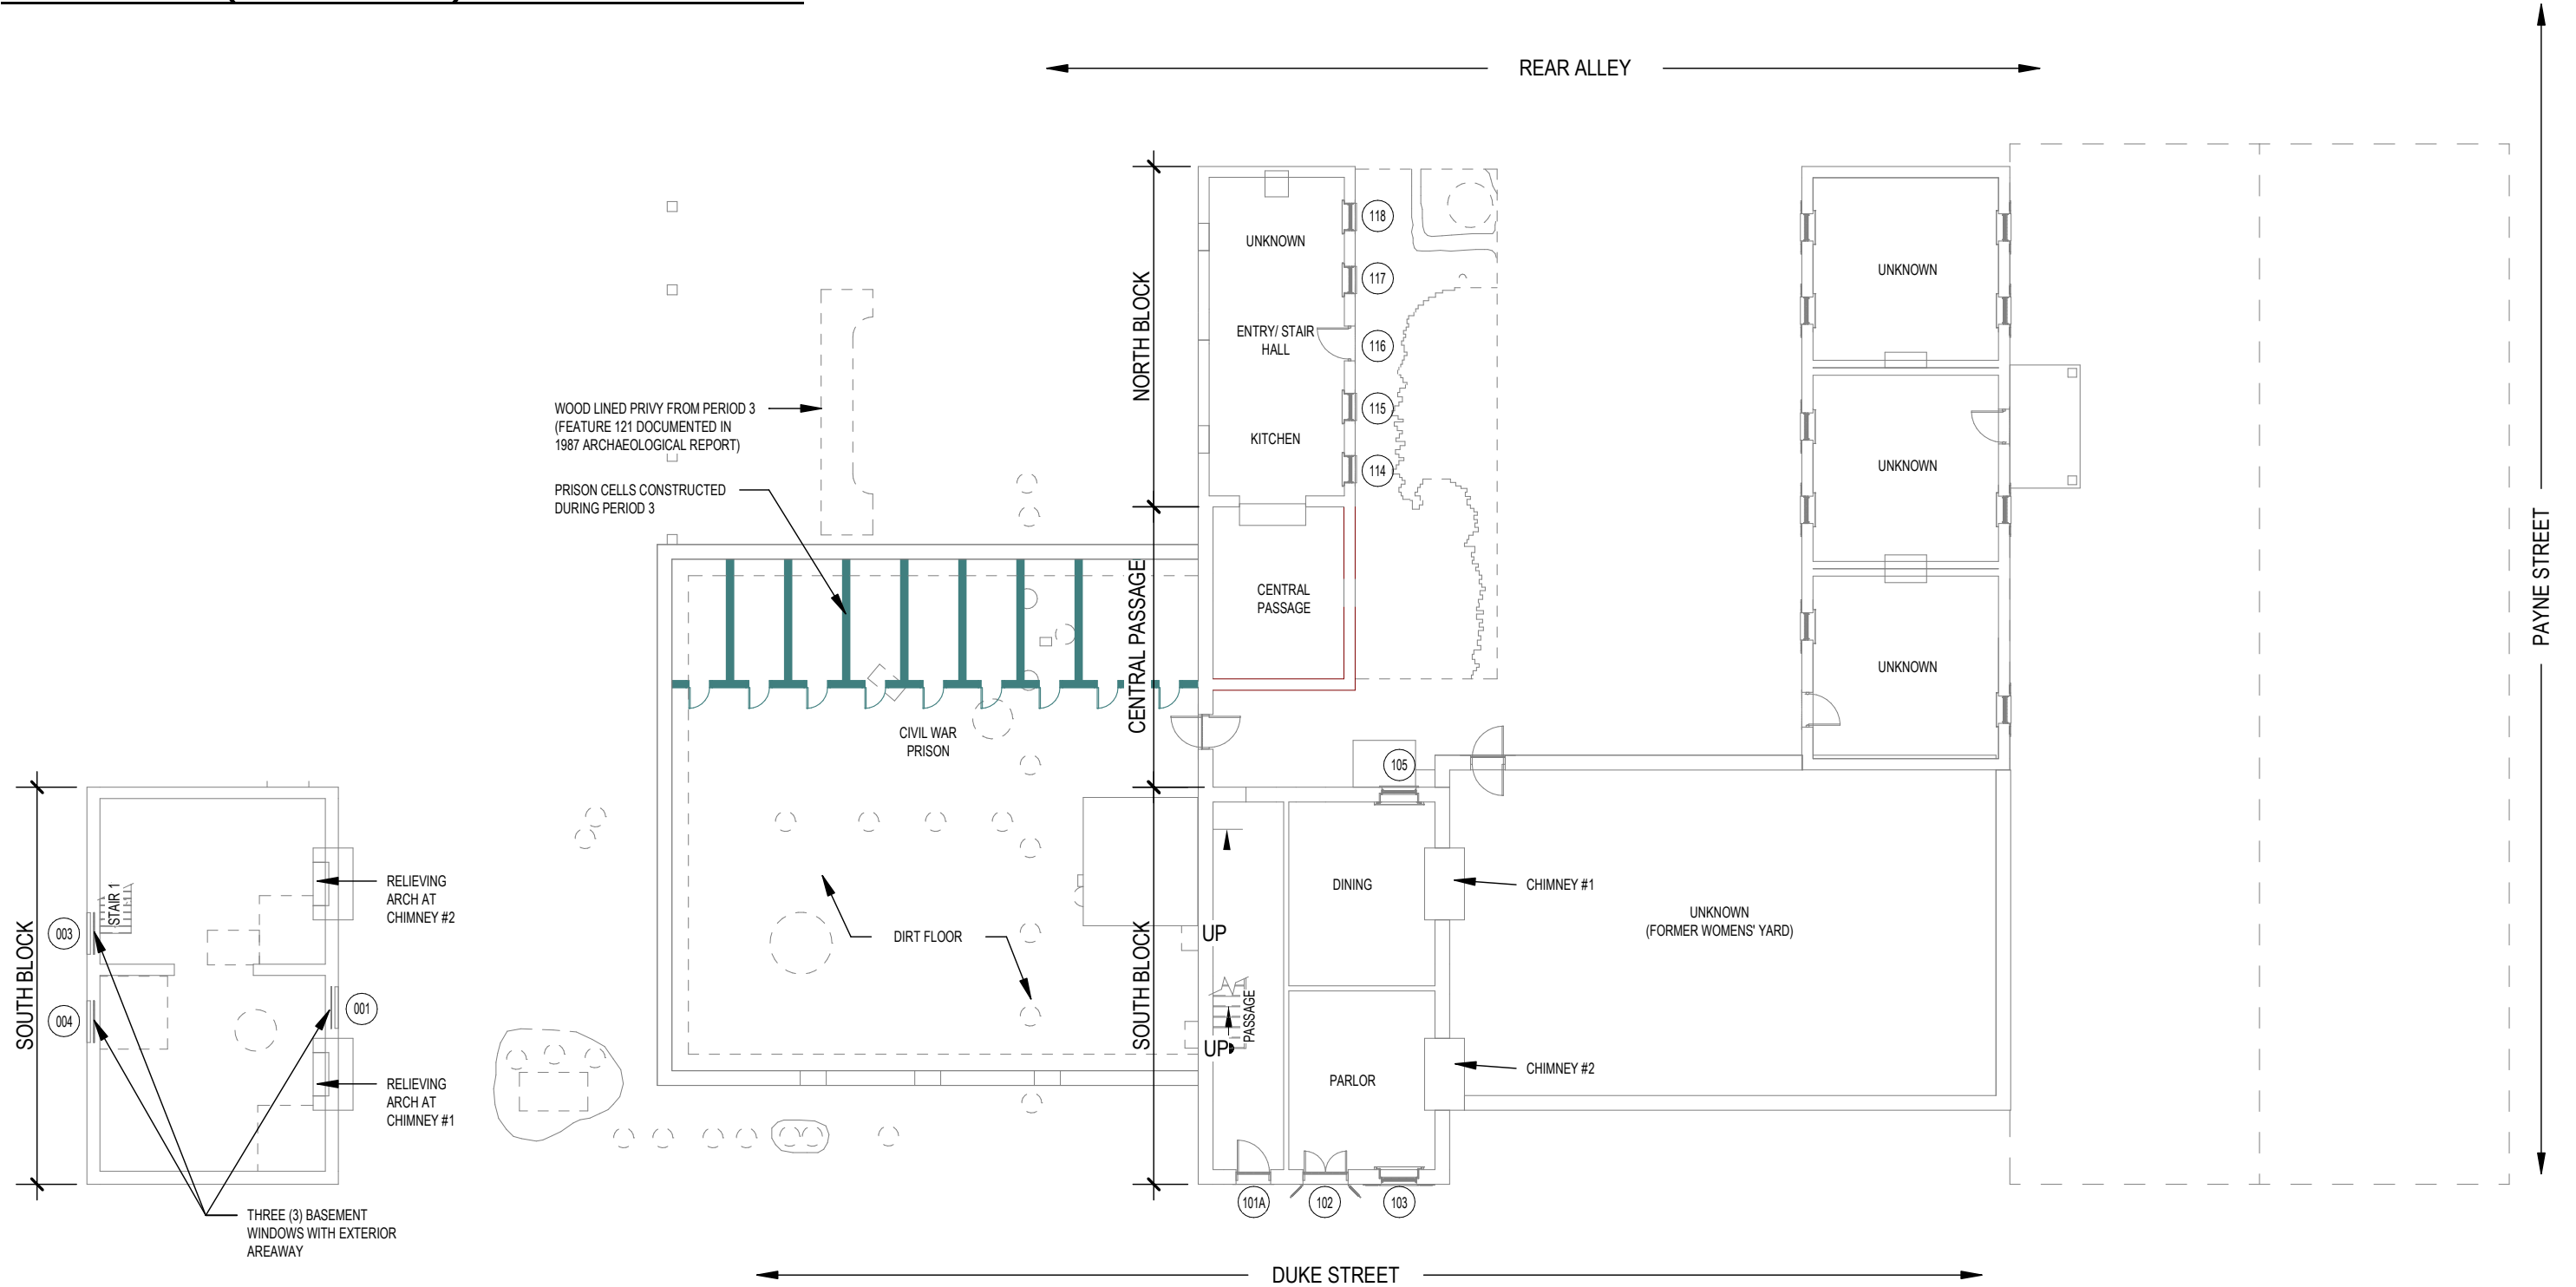 REAR ALLEY
PAYNE STREET
118
UNKNOWN
117
NORTH BLOCK
ENTRY/ STAIR
HALL
116
115
KITCHEN
114
UNKNOWN
UNKNOWN
UNKNOWN
WOOD LINED PRIVY FROM PERIOD 3
(FEATURE 121 DOCUMENTED IN
1987 ARCHAEOLOGICAL REPORT)
PRISON CELLS CONSTRUCTED
DURING PERIOD 3
CENTRAL PASSAGE
CENTRAL
PASSAGE
CIVIL WAR
PRISON
105
SOUTH BLOCK
STAIR 1
003
004
001
RELIEVING
ARCH AT
CHIMNEY #2
RELIEVING
ARCH AT
CHIMNEY #1
THREE (3) BASEMENT
WINDOWS WITH EXTERIOR
AREAWAY
DIRT FLOOR
SOUTH BLOCK
UP
UP
PASSAGE
DINING
CHIMNEY #1
UNKNOWN
(FORMER WOMENS' YARD)
PARLOR
CHIMNEY #2
101A
102
103
DUKE STREET